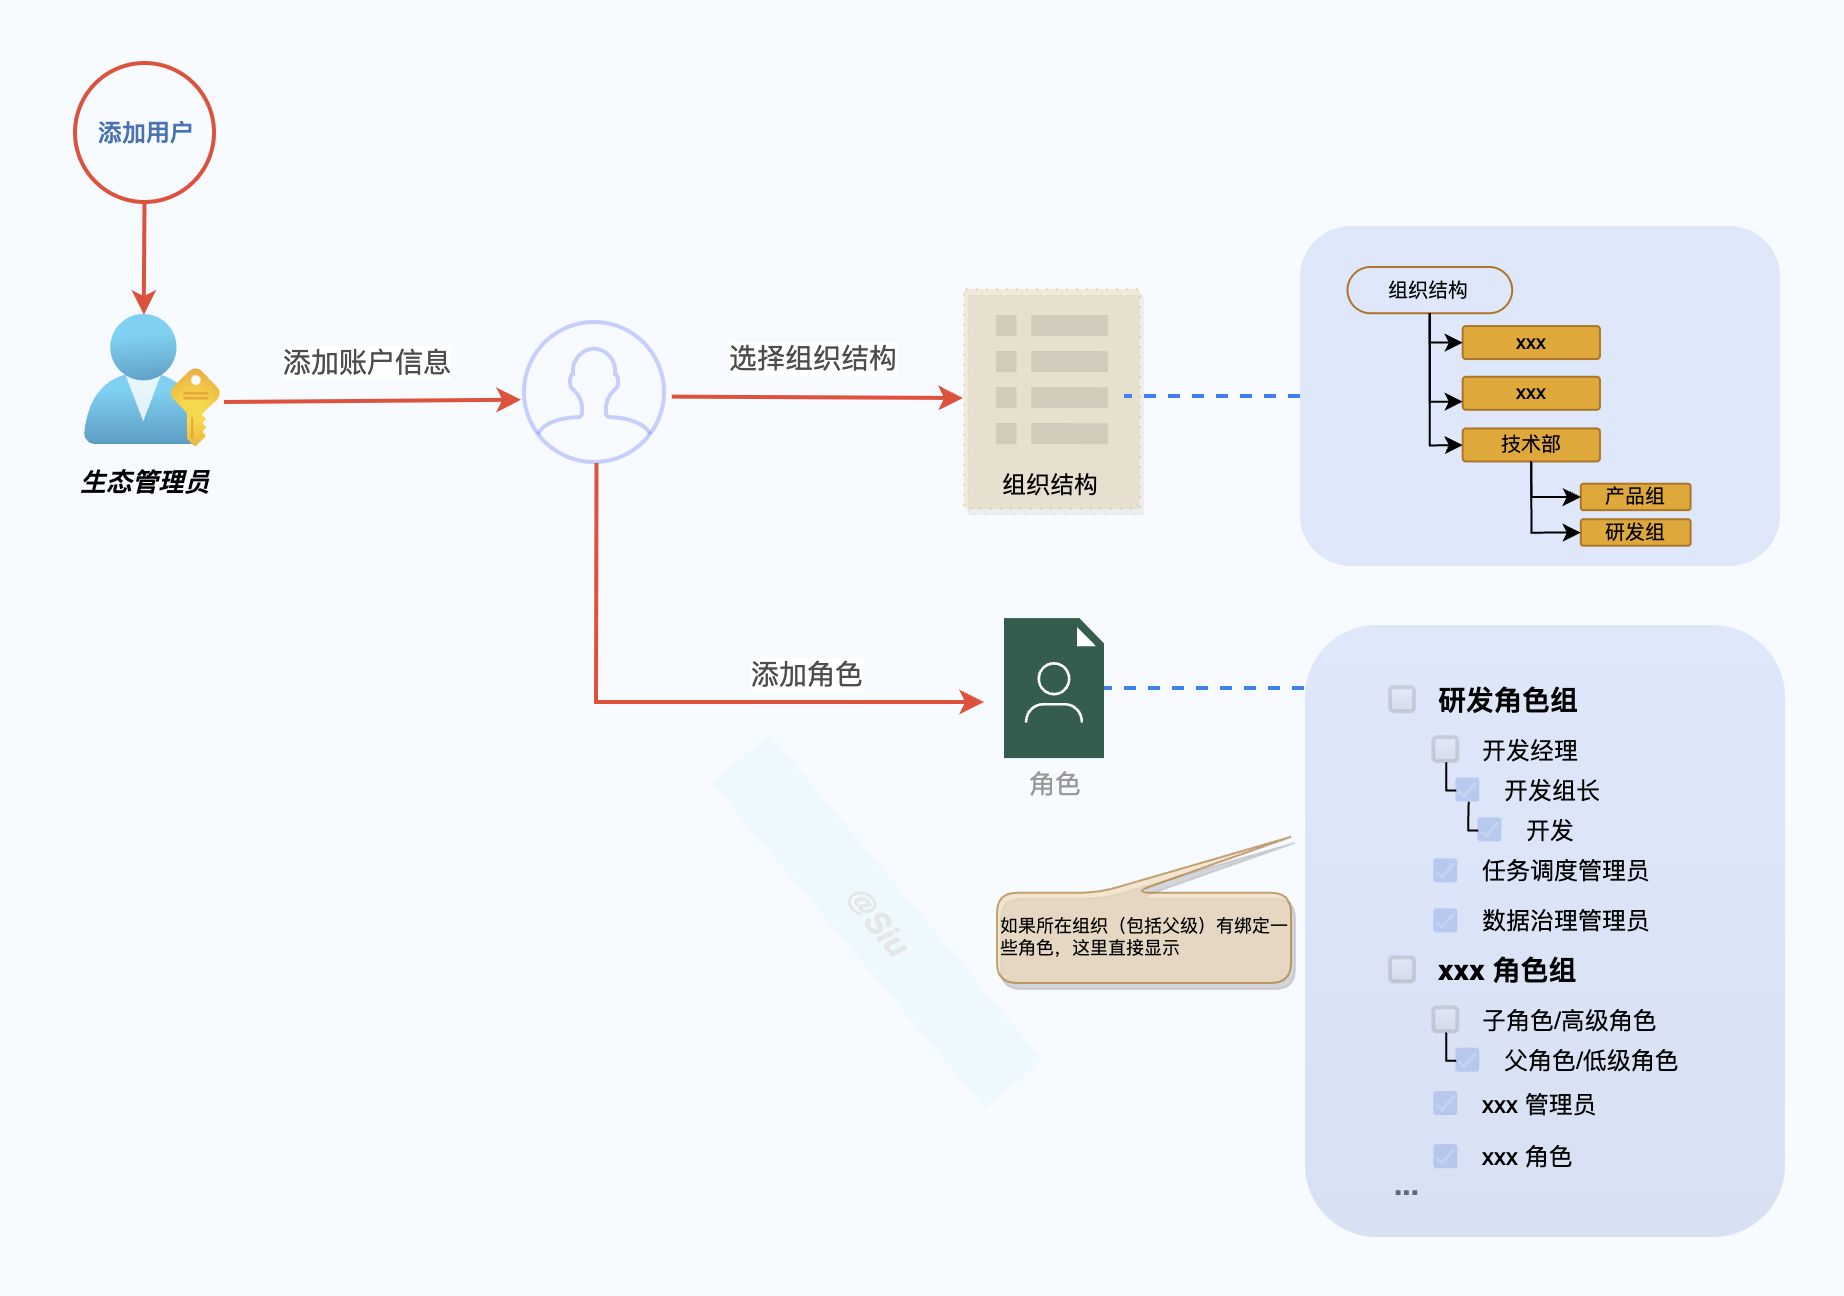 添加用户
生态管理员
添加账户信息
选择组织结构
组织结构
组织结构
xxx
xxx
技术部
产品组
研发组
添加角色
角色
如果所在组织（包括父级）有绑定一
些角色，这里直接显示
@Siu
研发角色组
开发经理
开发组长
开发
任务调度管理员
数据治理管理员
xxx 角色组
子角色/高级角色
父角色/低级角色
xxx 管理员
xxx 角色
...